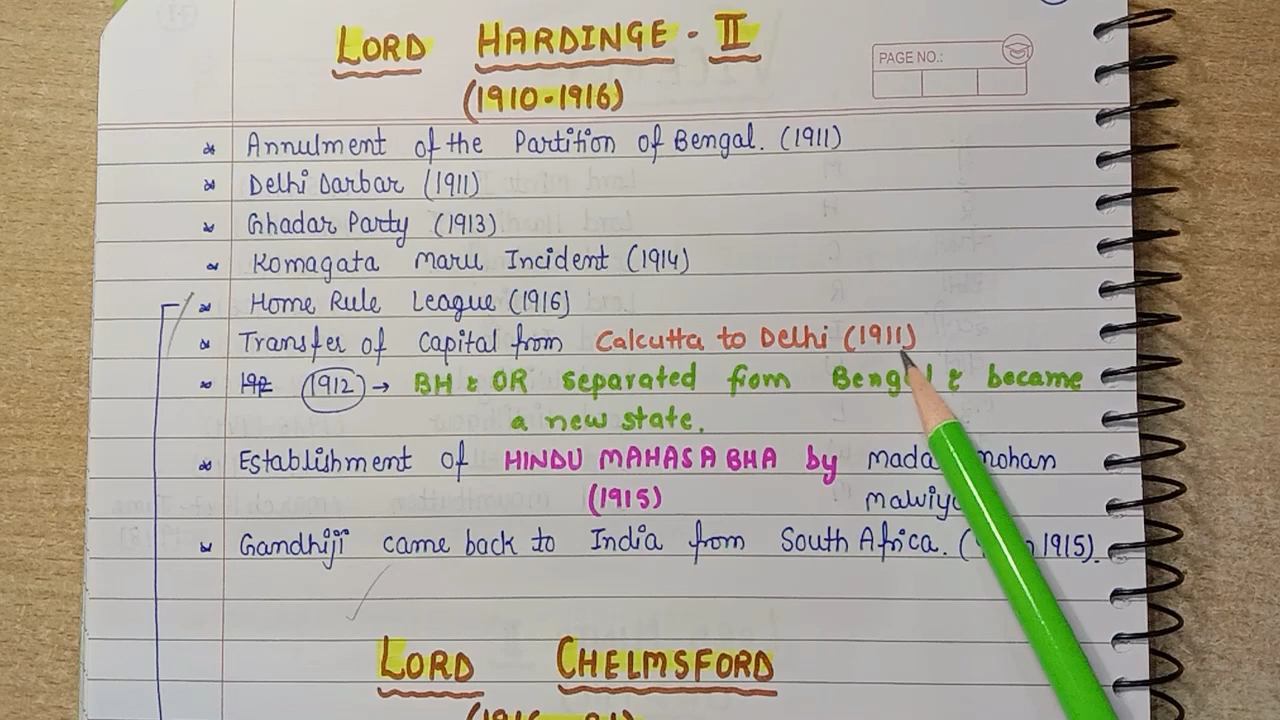 LORD HARDINGE - II
(1910-1916)
PAGE NO.:
Annulment of the Partition of Bengal. (1911)
Delhi Darbar (1911)
Ghadar Party (1913)
Komagata maru Incident (1914)
Home Rule League (1916)
Transfer of Capital from Calcutta to Delhi (1911)
(1912) → BH & OR separated from & became
a new state.
Establishment of HINDU MAHASABHA by mohan
(1915)
Gandhiji came back to India from South Africa. ( 1915).
LORD CHELMSFORD